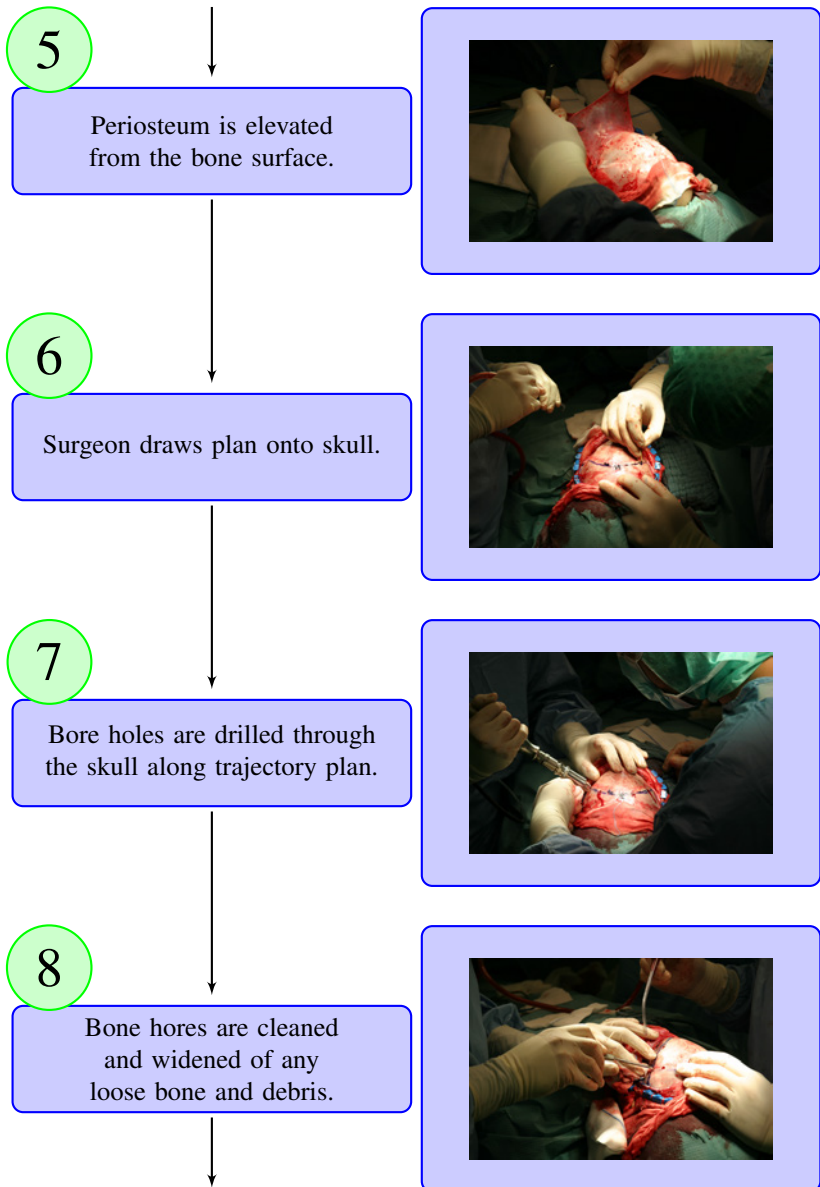 5
Periosteum is elevated
from the bone surface.
6
Surgeon draws plan onto skull.
7
Bore holes are drilled through
the skull along trajectory plan.
8
Bone hores are cleaned
and widened of any
loose bone and debris.